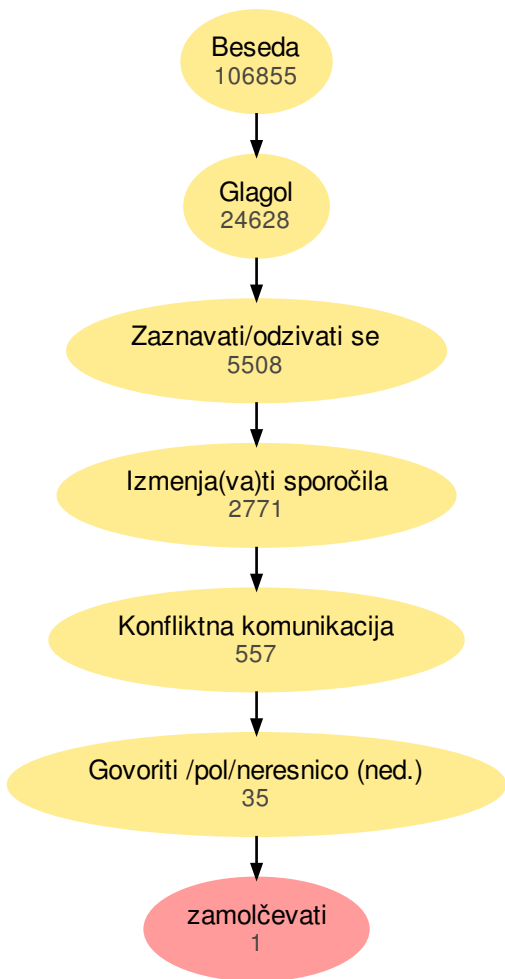 Beseda
106855
Glagol
24628
Zaznavati/odzivati se
5508
Izmenja(va)ti sporočila
2771
Konfliktna komunikacija
557
Govoriti /pol/neresnico (ned.)
35
zamolčevati
1